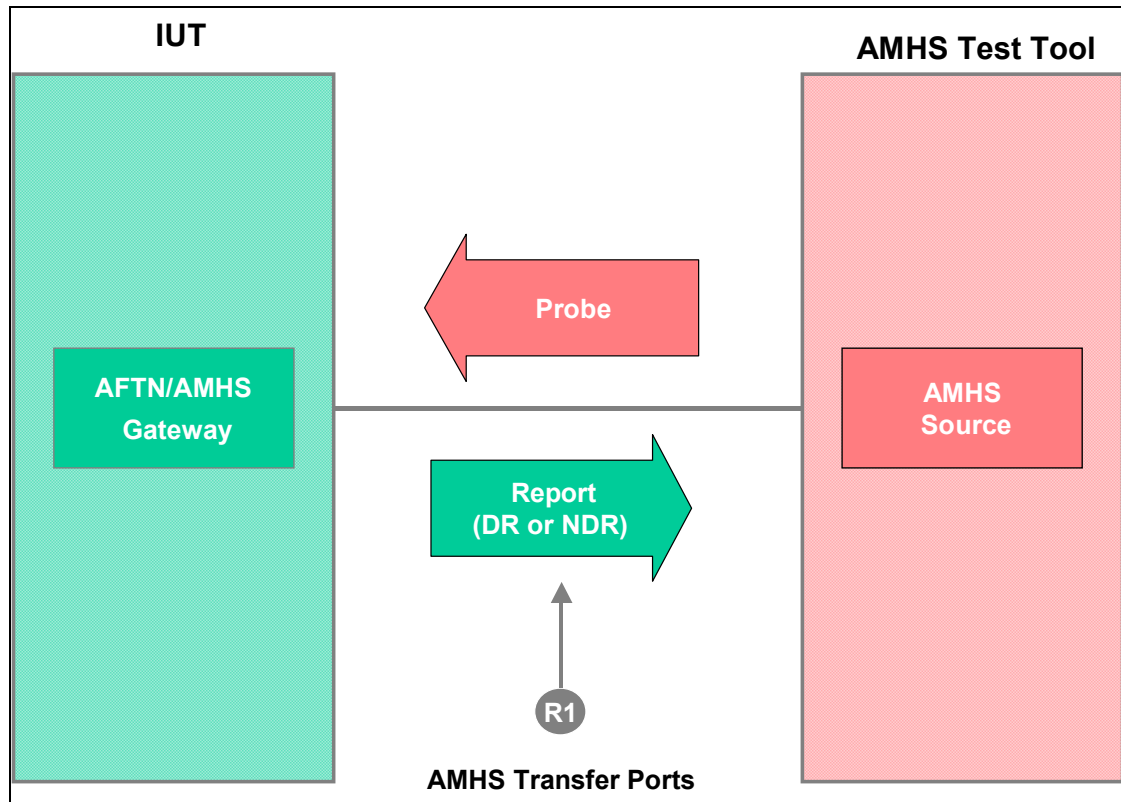 IUT
AMHS Test Tool
Probe
AFTN/AMHS
Gateway
AMHS
Source
Report
(DR or NDR)
R1
AMHS Transfer Ports